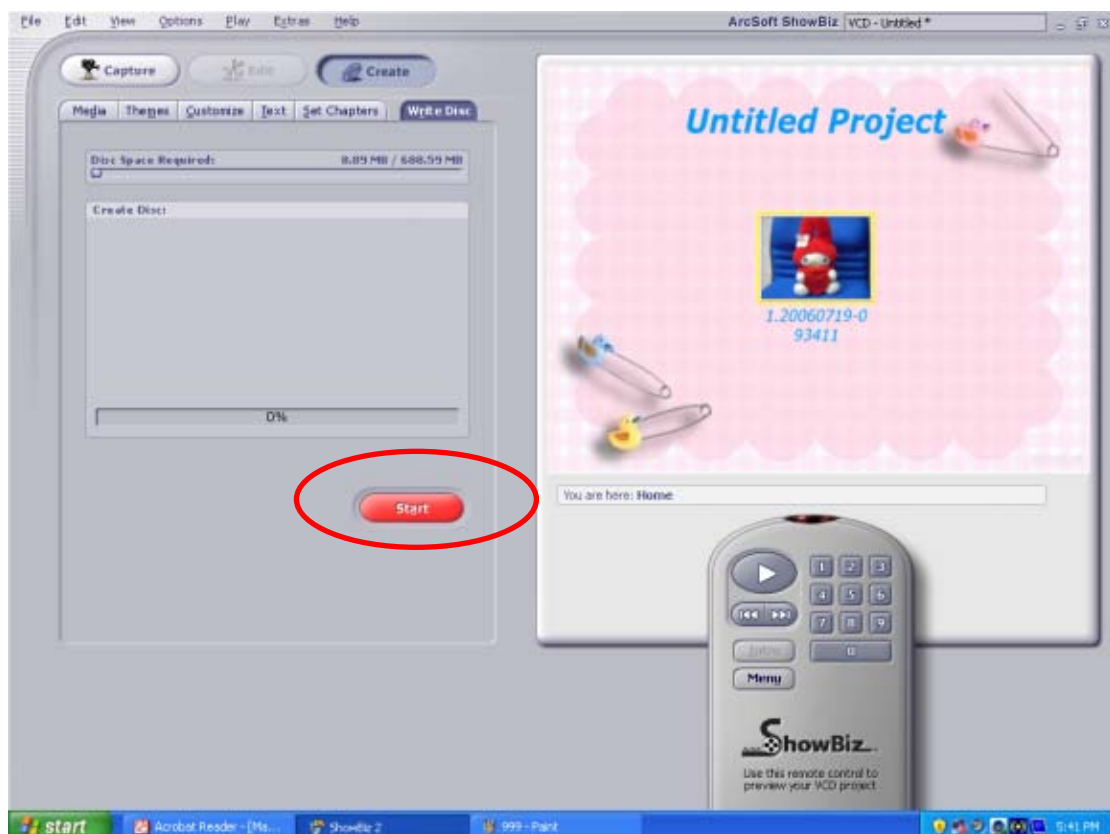 File Edit View Options Play Extras Help
ArcSoft ShowBiz VCD - Untitled *
Capture Edit Create
Media Themes Customize Text Set Chapters Write Disc
Disc Space Required: 8.89 MB / 688.59 MB
Create Disc:
0%
Start
Untitled Project
1.20060719-0
93411
You are here: Home
1 2 3
4 5 6
7 8 9
Intro 0
Menu
ShowBiz
Use this remote control to
preview your VCD project
start Acrobat Reader - [Ma... ShowBiz 2 999 - Paint 5:41 PM